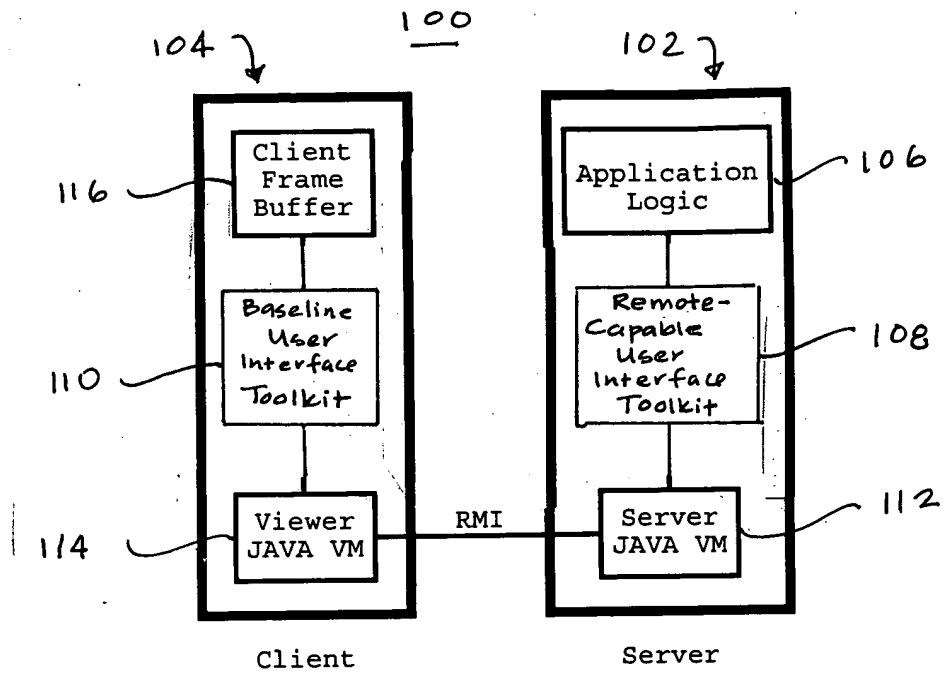 100
104
102
Client
Frame
Buffer
116
Application
Logic
106
Baseline
User
Interface
Toolkit
110
Remote-
Capable
User
Interface
Toolkit
108
Viewer
JAVA VM
114
RMI
Server
JAVA VM
112
Client
Server